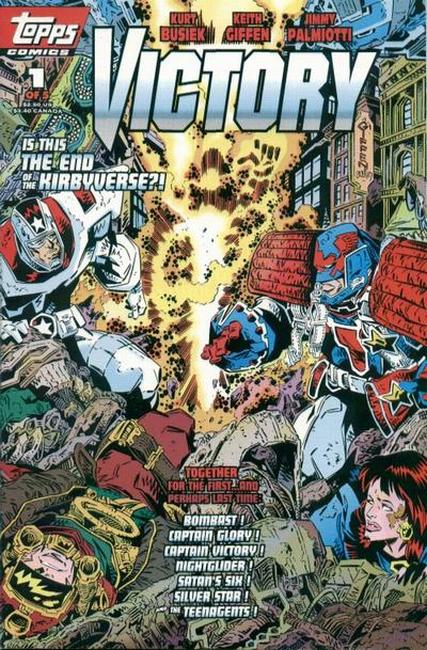 TOPPS
COMICS
1
OF 5
$2.50 US
$3.40 CANADA
KURT BUSIEK
KEITH GIFFEN
JIMMY PALMIOTTI
VICTORY
IS THIS
THE END
OF THE KIRBYVERSE?!
GIFFEN
TOGETHER
FOR THE FIRST...AND
PERHAPS LAST TIME:
BOMBAST!
CAPTAIN GLORY!
CAPTAIN VICTORY!
NIGHTGLIDER!
SATAN'S SIX!
SILVER STAR!
AND THE TEENAGENTS!